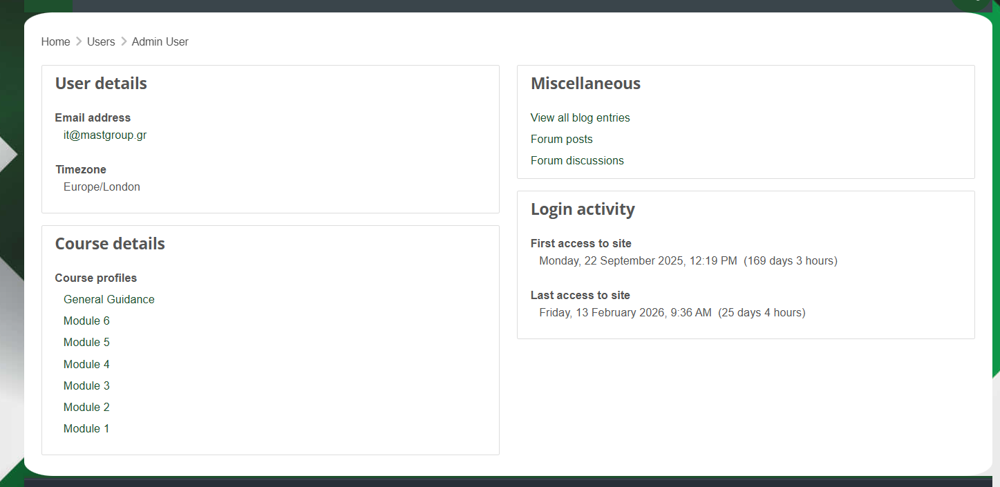 Home > Users > Admin User
User details
Email address
it@mastgroup.gr
Timezone
Europe/London
Course details
Course profiles
General Guidance
Module 6
Module 5
Module 4
Module 3
Module 2
Module 1
Miscellaneous
View all blog entries
Forum posts
Forum discussions
Login activity
First access to site
Monday, 22 September 2025, 12:19 PM  (169 days 3 hours)
Last access to site
Friday, 13 February 2026, 9:36 AM  (25 days 4 hours)